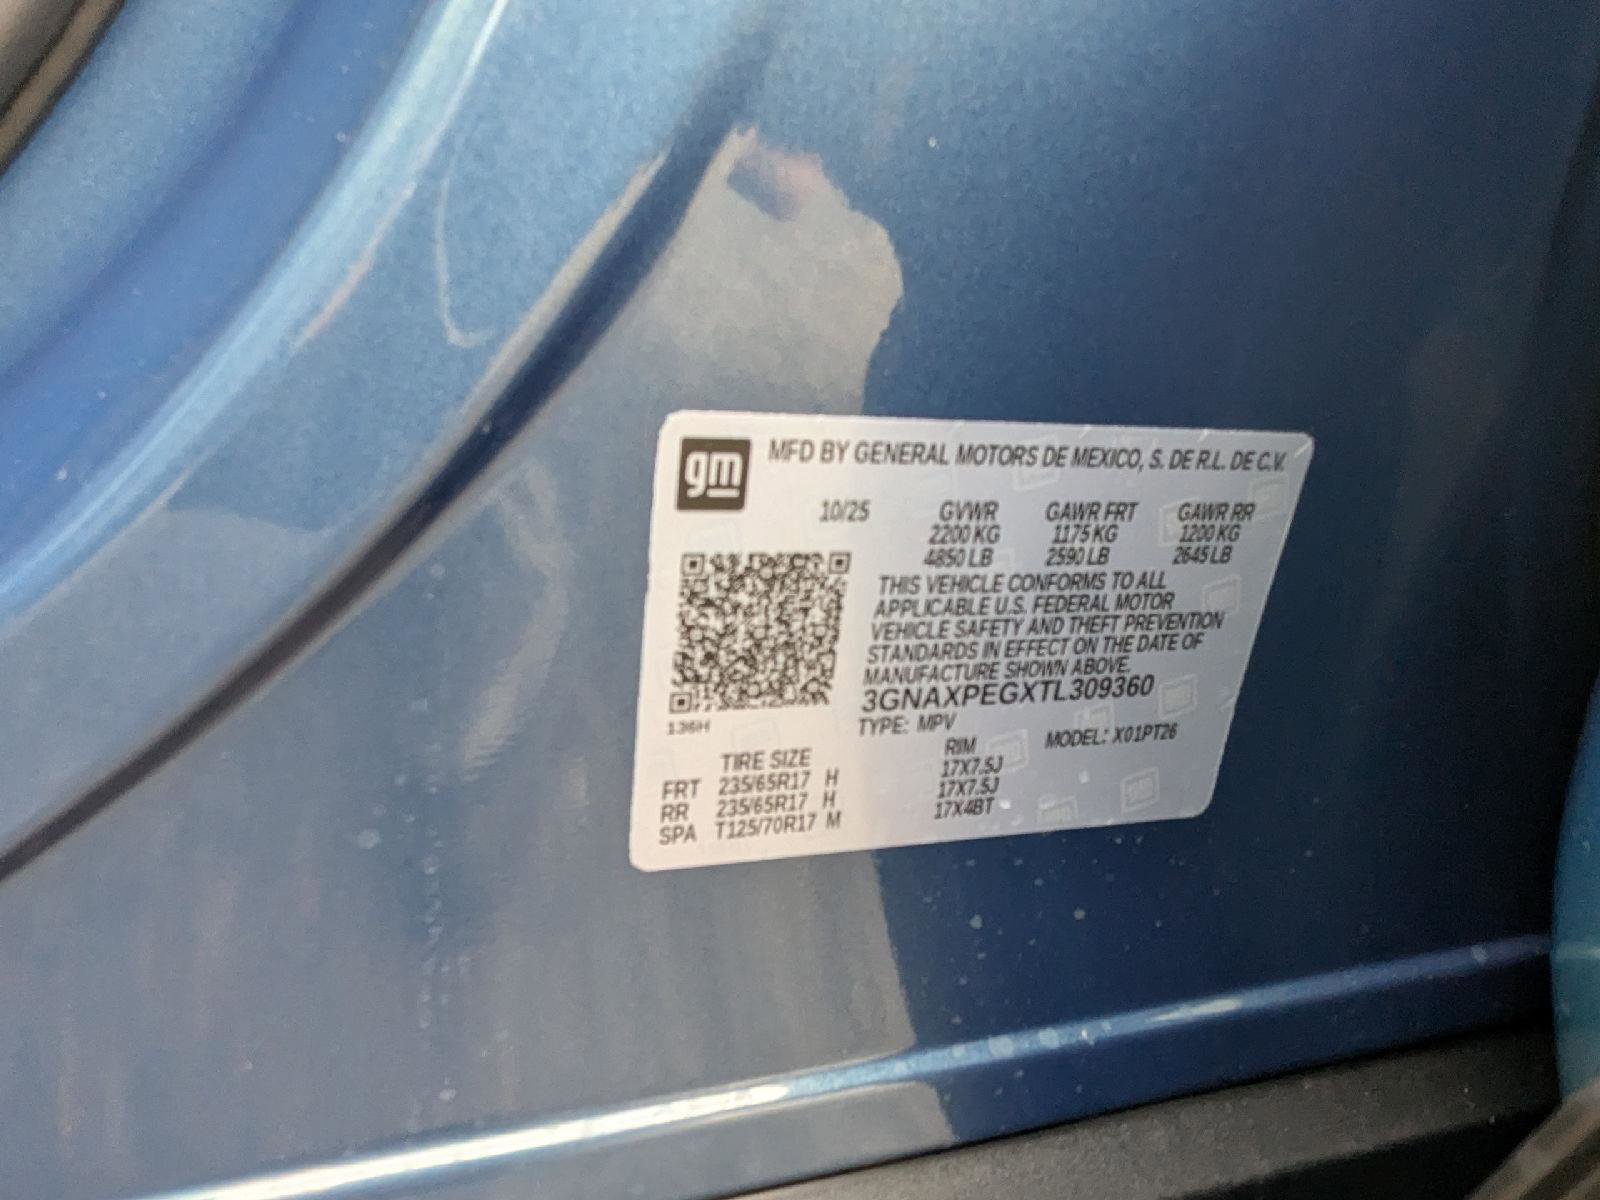 gm MFD BY GENERAL MOTORS DE MEXICO, S. DE R.L. DE C.V.
10/25 GVWR GAWR FRT GAWR RR
2200 KG 1175 KG 1200 KG
4850 LB 2590 LB 2645 LB
THIS VEHICLE CONFORMS TO ALL
APPLICABLE U.S. FEDERAL MOTOR
VEHICLE SAFETY AND THEFT PREVENTION
STANDARDS IN EFFECT ON THE DATE OF
MANUFACTURE SHOWN ABOVE.
3GNAXPEGXTL309360
136H
TYPE: MPV MODEL: X01PT26
TIRE SIZE RIM
FRT 235/65R17 H 17X7.5J
RR 235/65R17 H 17X7.5J
SPA T125/70R17 M 17X4BT